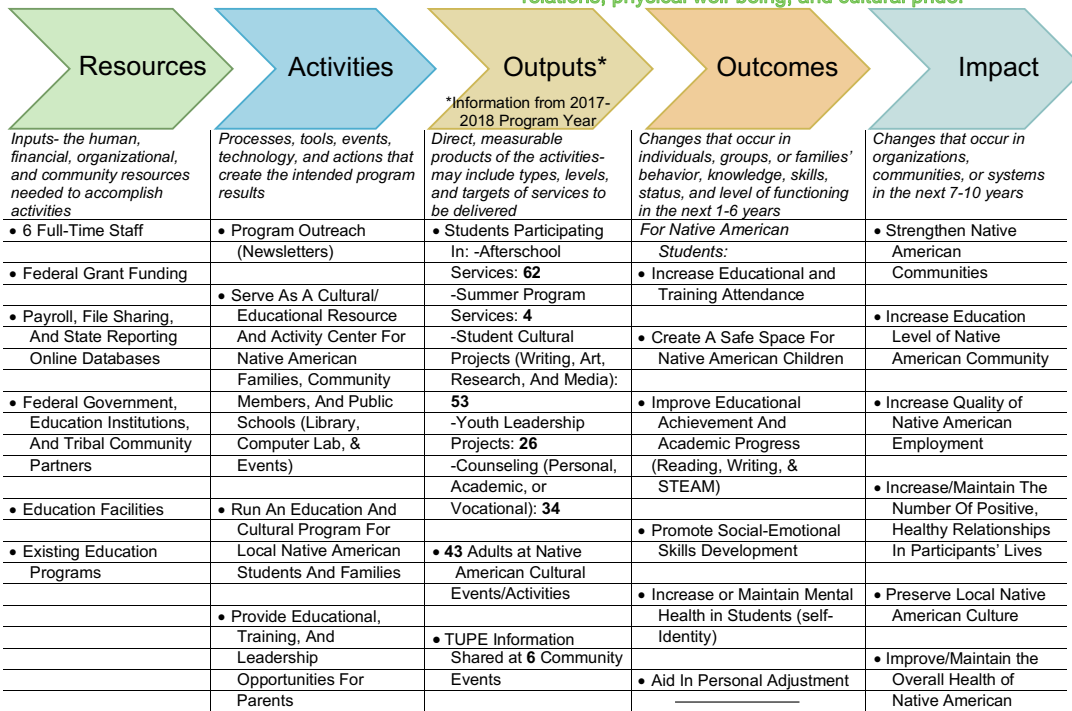 relations, physical well-being, and cultural pride.
Resources
Activities
Outputs*
*Information from 2017-
2018 Program Year
Outcomes
Impact
Inputs- the human,
financial, organizational,
and community resources
needed to accomplish
activities
Processes, tools, events,
technology, and actions that
create the intended program
results
Direct, measurable
products of the activities-
may include types, levels,
and targets of services to
be delivered
Changes that occur in
individuals, groups, or families’
behavior, knowledge, skills,
status, and level of functioning
in the next 1-6 years
Changes that occur in
organizations,
communities, or systems
in the next 7-10 years
• 6 Full-Time Staff
• Federal Grant Funding
• Payroll, File Sharing,
And State Reporting
Online Databases
• Federal Government,
Education Institutions,
And Tribal Community
Partners
• Education Facilities
• Existing Education
Programs
• Program Outreach
(Newsletters)
• Serve As A Cultural/
Educational Resource
And Activity Center For
Native American
Families, Community
Members, And Public
Schools (Library,
Computer Lab, &
Events)
• Run An Education And
Cultural Program For
Local Native American
Students And Families
• Provide Educational,
Training, And
Leadership
Opportunities For
Parents
• Students Participating
In: -Afterschool
Services: 62
-Summer Program
Services: 4
-Student Cultural
Projects (Writing, Art,
Research, And Media):
53
-Youth Leadership
Projects: 26
-Counseling (Personal,
Academic, or
Vocational): 34
• 43 Adults at Native
American Cultural
Events/Activities
• TUPE Information
Shared at 6 Community
Events
For Native American
Students:
• Increase Educational and
Training Attendance
• Create A Safe Space For
Native American Children
• Improve Educational
Achievement And
Academic Progress
(Reading, Writing, &
STEAM)
• Promote Social-Emotional
Skills Development
• Increase or Maintain Mental
Health in Students (self-
Identity)
• Aid In Personal Adjustment
• Strengthen Native
American
Communities
• Increase Education
Level of Native
American Community
• Increase Quality of
Native American
Employment
• Increase/Maintain The
Number Of Positive,
Healthy Relationships
In Participants’ Lives
• Preserve Local Native
American Culture
• Improve/Maintain the
Overall Health of
Native American